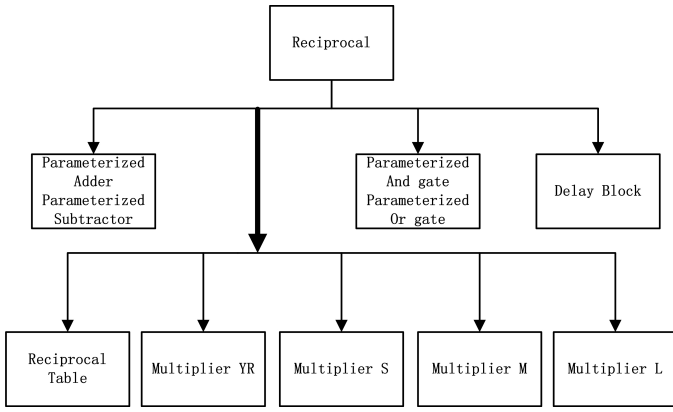 Reciprocal
Parameterized
Adder
Parameterized
Subtractor
Parameterized
And gate
Parameterized
Or gate
Delay Block
Reciprocal
Table
Multiplier YR
Multiplier S
Multiplier M
Multiplier L